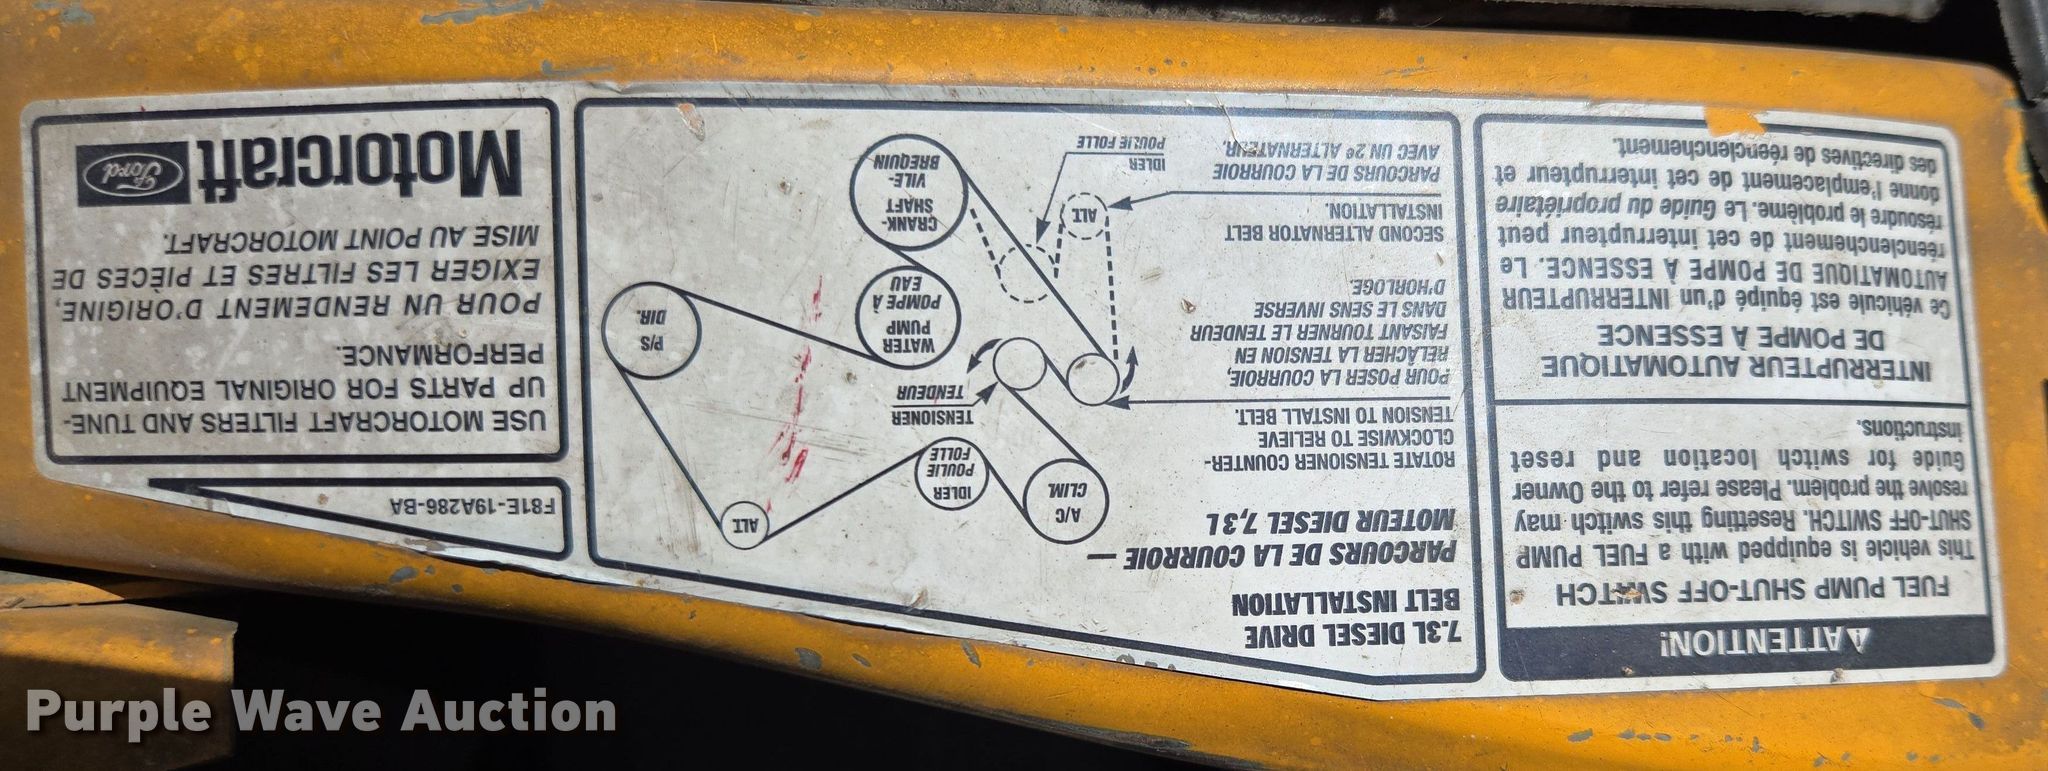 ⚠ATTENTION!
FUEL PUMP SHUT-OFF SWITCH
This vehicle is equipped with a FUEL PUMP
SHUT-OFF SWITCH. Resetting this switch may
resolve the problem. Please refer to the Owner
Guide for switch location and reset
instructions.
INTERRUPTEUR AUTOMATIQUE
DE POMPE À ESSENCE
Ce véhicule est équipé d'un INTERRUPTEUR
AUTOMATIQUE DE POMPE À ESSENCE. Le
réenclenchement de cet interrupteur peut
résoudre le problème. Le Guide du propriétaire
donne l'emplacement de cet interrupteur et
des directives de réenclenchement.
7.3L DIESEL DRIVE
BELT INSTALLATION
PARCOURS DE LA COURROIE —
MOTEUR DIESEL 7,3 L
ROTATE TENSIONER COUNTER-
CLOCKWISE TO RELIEVE
TENSION TO INSTALL BELT.
POUR POSER LA COURROIE,
RELÂCHER LA TENSION EN
FAISANT TOURNER LE TENDEUR
DANS LE SENS INVERSE
D'HORLOGE.
SECOND ALTERNATOR BELT
INSTALLATION.
PARCOURS DE LA COURROIE
AVEC UN 2e ALTERNATEUR.
A/C
CLIM.
IDLER
POULIE
FOLLE
ALT.
TENSIONER
TENDEUR
WATER
PUMP
POMPE À
EAU
P/S
DIR.
CRANK-
SHAFT
VILE-
BREQUIN
ALT.
IDLER
POULIE FOLLE
F81E-19A286-BA
USE MOTORCRAFT FILTERS AND TUNE-
UP PARTS FOR ORIGINAL EQUIPMENT
PERFORMANCE.
POUR UN RENDEMENT D'ORIGINE,
EXIGER LES FILTRES ET PIÈCES DE
MISE AU POINT MOTORCRAFT.
Motorcraft
Ford
Purple Wave Auction